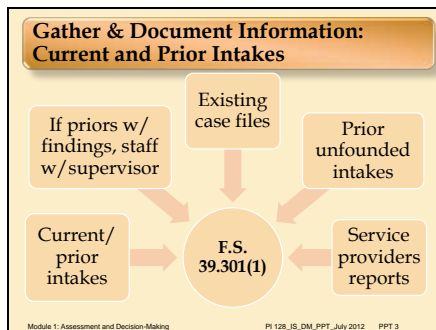 Gather & Document Information:
Current and Prior Intakes
Existing
case files
If priors w/
findings, staff
w/supervisor
Prior
unfounded
intakes
Current/
prior
intakes
F.S.
39.301(1)
Service
providers
reports
Module 1: Assessment and Decision-Making
PI 128_IS_DM_PPT_July 2012 PPT 3